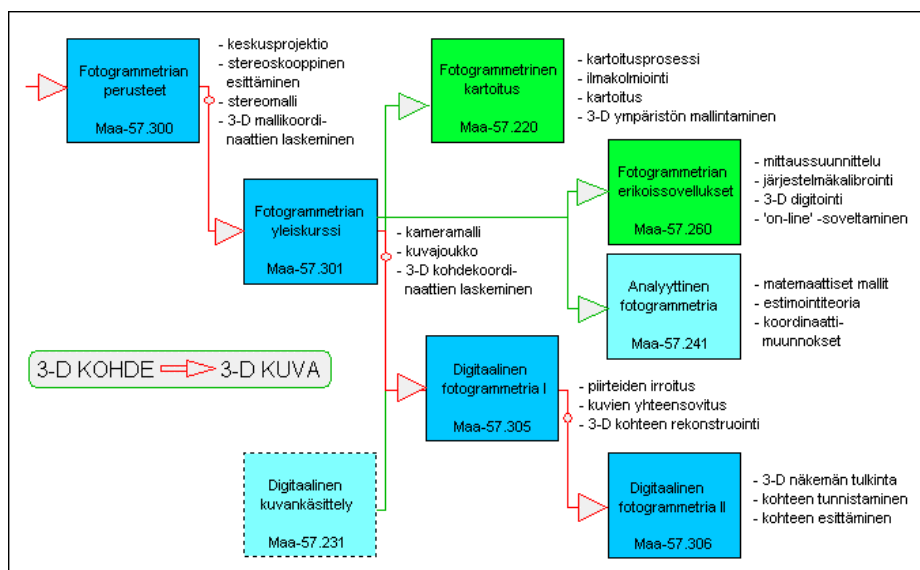 Fotogrammetrian
perusteet
Maa-57.300
- keskusprojektio
- stereoskooppinen
esittäminen
- stereomalli
- 3-D mallikoordi-
naattien laskeminen
Fotogrammetrinen
kartoitus
Maa-57.220
- kartoitusprosessi
- ilmakolmiointi
- kartoitus
- 3-D ympäristön mallintaminen
Fotogrammetrian
yleiskurssi
Maa-57.301
- kameramalli
- kuvajoukko
- 3-D kohdekoordi-
naattien laskeminen
Fotogrammetrian
erikoissovellukset
Maa-57.260
- mittaussuunnittelu
- järjestelmäkalibrointi
- 3-D digitointi
- 'on-line' -soveltaminen
Analyyttinen
fotogrammetria
Maa-57.241
- matemaattiset mallit
- estimointiteoria
- koordinaatti-
muunnokset
3-D KOHDE 3-D KUVA
Digitaalinen
fotogrammetria I
Maa-57.305
- piirteiden irroitus
- kuvien yhteensovitus
- 3-D kohteen rekonstruointi
Digitaalinen
kuvankäsittely
Maa-57.231
Digitaalinen
fotogrammetria II
Maa-57.306
- 3-D näkemän tulkinta
- kohteen tunnistaminen
- kohteen esittäminen